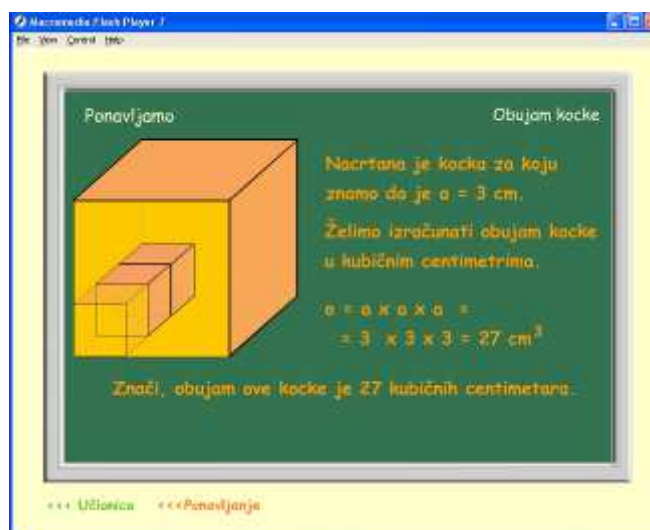 Macromedia Flash Player 7
File View Control Help
Ponavljamo
Obujam kocke
Nacrtana je kocka za koju
znamo da je a = 3 cm.
Želimo izračunati obujam kocke
u kubičnim centimetrima.
o = a x a x a =
= 3 x 3 x 3 = 27 cm³
Znači, obujam ove kocke je 27 kubičnih centimetara.
<<< Učionica <<<Ponavljanje